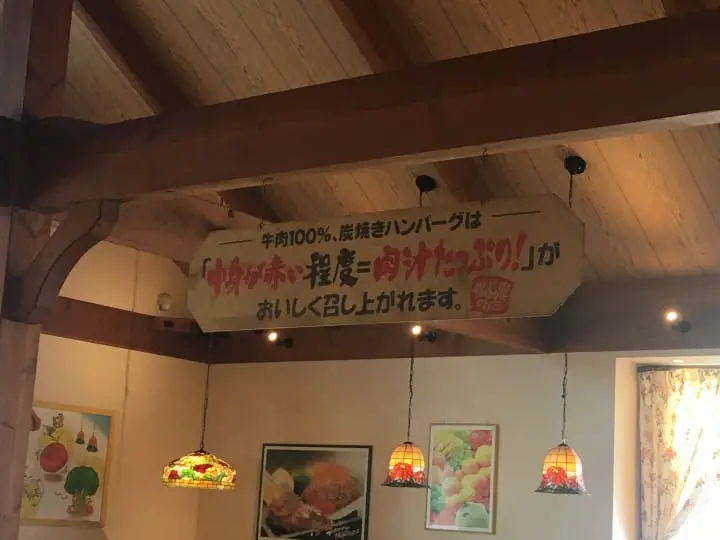 牛肉100%、炭焼きハンバーグは
「中身が赤い程度=肉汁たっぷり!」が
おいしく召し上がれます。